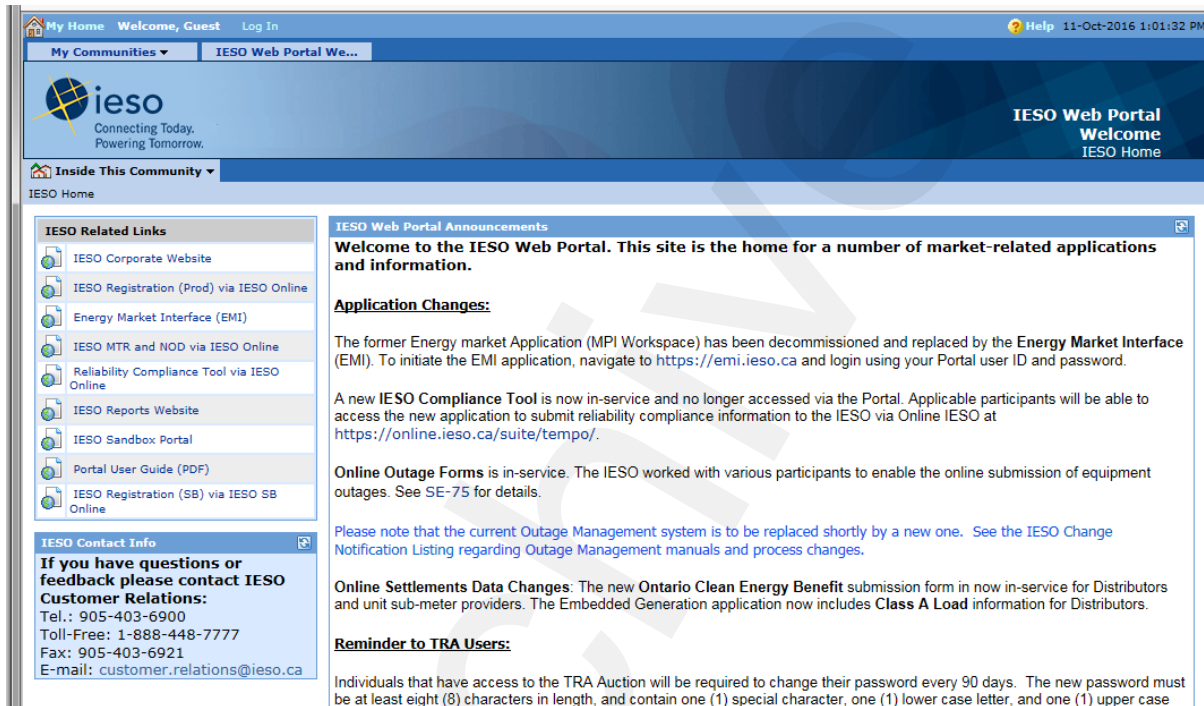 My Home Welcome, Guest Log In
Help 11-Oct-2016 1:01:32 PM
My Communities IESO Web Portal We...
ieso
Connecting Today.
Powering Tomorrow.
IESO Web Portal
Welcome
IESO Home
Inside This Community
IESO Home
IESO Related Links
IESO Corporate Website
IESO Registration (Prod) via IESO Online
Energy Market Interface (EMI)
IESO MTR and NOD via IESO Online
Reliability Compliance Tool via IESO
Online
IESO Reports Website
IESO Sandbox Portal
Portal User Guide (PDF)
IESO Registration (SB) via IESO SB
Online
IESO Contact Info
If you have questions or
feedback please contact IESO
Customer Relations:
Tel.: 905-403-6900
Toll-Free: 1-888-448-7777
Fax: 905-403-6921
E-mail: customer.relations@ieso.ca
IESO Web Portal Announcements
Welcome to the IESO Web Portal. This site is the home for a number of market-related applications
and information.
Application Changes:
The former Energy market Application (MPI Workspace) has been decommissioned and replaced by the Energy Market Interface
(EMI). To initiate the EMI application, navigate to https://emi.ieso.ca and login using your Portal user ID and password.
A new IESO Compliance Tool is now in-service and no longer accessed via the Portal. Applicable participants will be able to
access the new application to submit reliability compliance information to the IESO via Online IESO at
https://online.ieso.ca/suite/tempo/.
Online Outage Forms is in-service. The IESO worked with various participants to enable the online submission of equipment
outages. See SE-75 for details.
Please note that the current Outage Management system is to be replaced shortly by a new one. See the IESO Change
Notification Listing regarding Outage Management manuals and process changes.
Online Settlements Data Changes: The new Ontario Clean Energy Benefit submission form in now in-service for Distributors
and unit sub-meter providers. The Embedded Generation application now includes Class A Load information for Distributors.
Reminder to TRA Users:
Individuals that have access to the TRA Auction will be required to change their password every 90 days. The new password must
be at least eight (8) characters in length, and contain one (1) special character, one (1) lower case letter, and one (1) upper case